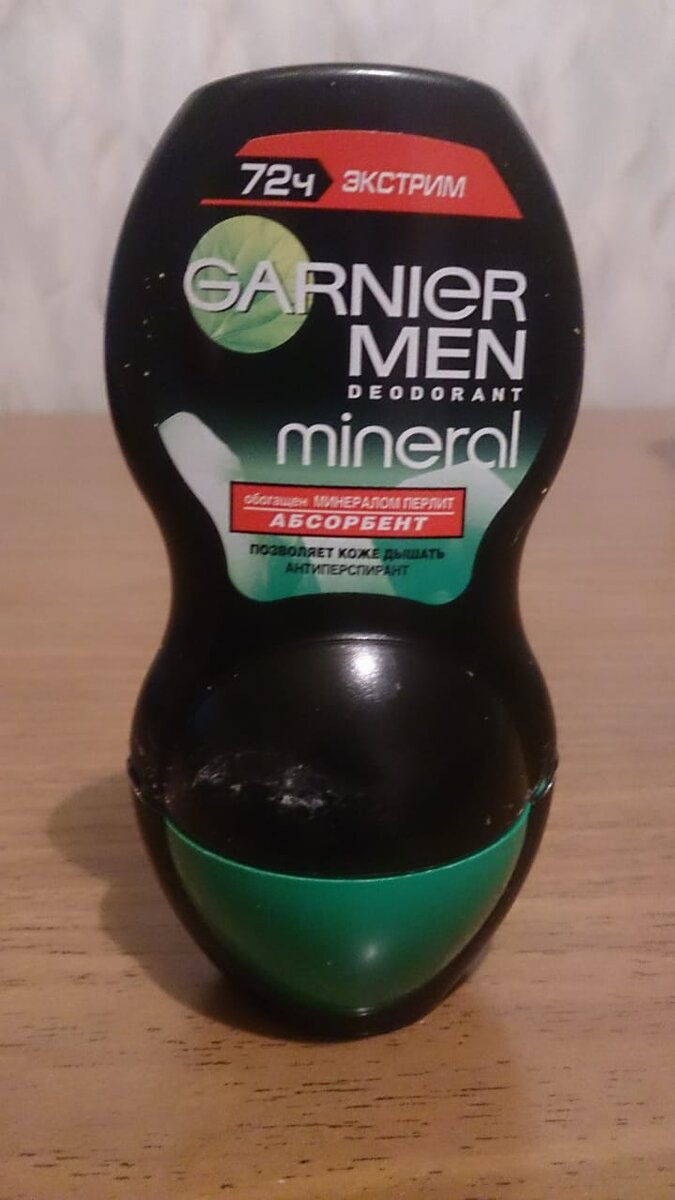 72ч ЭКСТРИМ
GARNIER
MEN
DEODORANT
mineral
обогащен МИНЕРАЛОМ ПЕРЛИТ
АБСОРБЕНТ
ПОЗВОЛЯЕТ КОЖЕ ДЫШАТЬ
АНТИПЕРСПИРАНТ